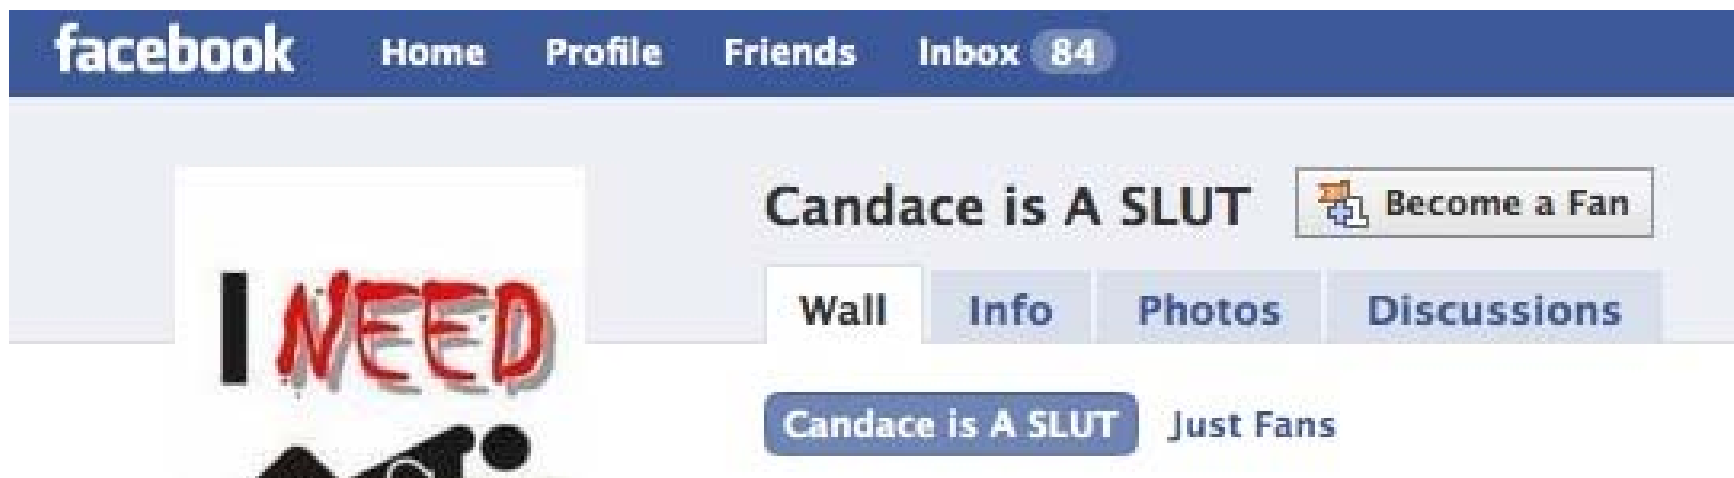 facebook Home Profile Friends Inbox 84
Candace is A SLUT Become a Fan
Wall Info Photos Discussions
I NEED
Candace is A SLUT Just Fans